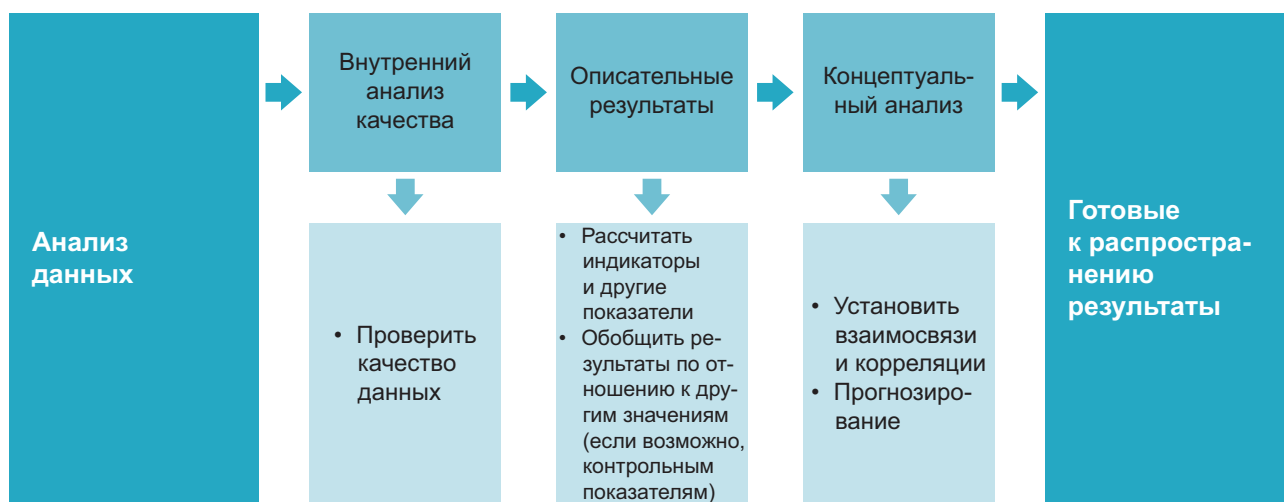 Анализ
данных
Внутренний
анализ
качества
Описательные
результаты
Концептуаль-
ный анализ
• Проверить
качество
данных
• Рассчитать
индикаторы
и другие
показатели
• Обобщить ре-
зультаты по от-
ношению к дру-
гим значениям
(если возможно,
контрольным
показателям)
• Установить
взаимосвязи
и корреляции
• Прогнозиро-
вание
Готовые
к распростра-
нению
результаты